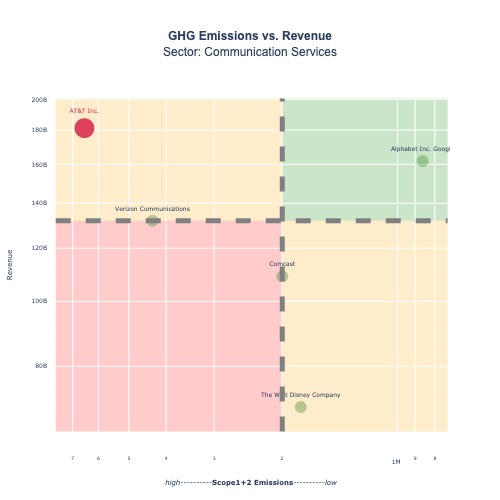 GHG Emissions vs. Revenue
Sector: Communication Services
200B
AT&T Inc.
180B
Alphabet Inc. Googl
160B
140B
Verizon Communications
120B
Comcast
Revenue
100B
80B
The Walt Disney Company
7 6 5 4 3 2 1M 9 8
high----------Scope1+2 Emissions----------low